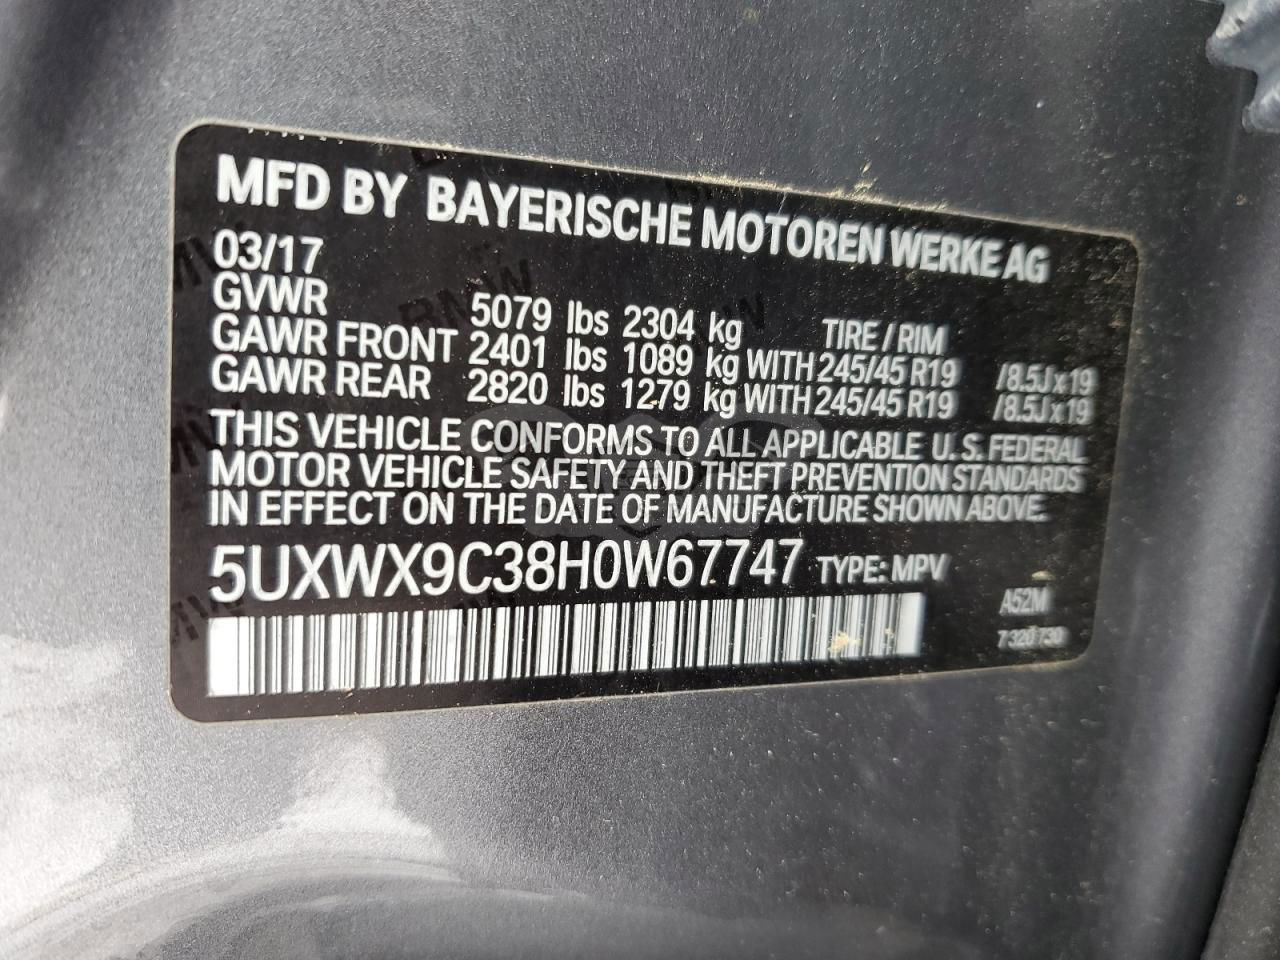 MFD BY BAYERISCHE MOTOREN WERKE AG
03/17
GVWR 5079 lbs 2304 kg TIRE / RIM
GAWR FRONT 2401 lbs 1089 kg WITH 245/45 R19 /8.5J x 19
GAWR REAR 2820 lbs 1279 kg WITH 245/45 R19 /8.5J x 19
THIS VEHICLE CONFORMS TO ALL APPLICABLE U.S. FEDERAL
MOTOR VEHICLE SAFETY AND THEFT PREVENTION STANDARDS
IN EFFECT ON THE DATE OF MANUFACTURE SHOWN ABOVE.
5UXWX9C38H0W67747 TYPE: MPV
A52M
7 320 730